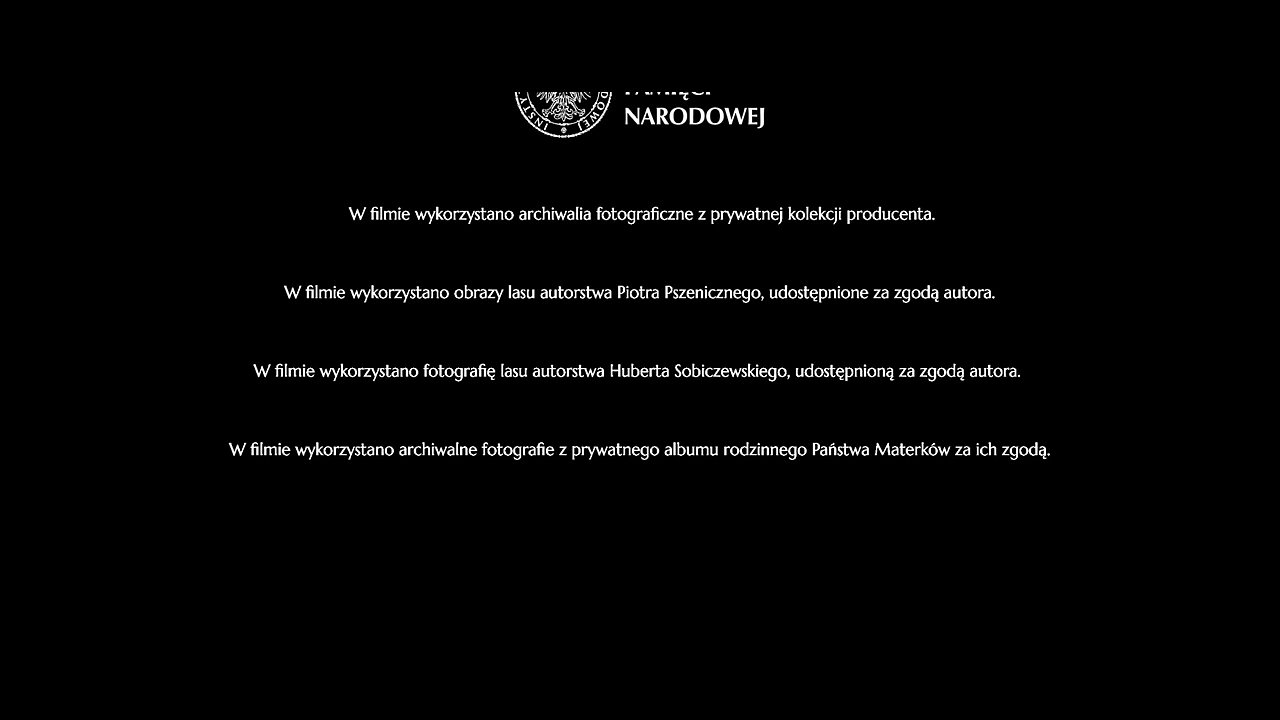 NARODOWEJ
W filmie wykorzystano archiwalia fotograficzne z prywatnej kolekcji producenta.
W filmie wykorzystano obrazy lasu autorstwa Piotra Pszenicznego, udostępnione za zgodą autora.
W filmie wykorzystano fotografię lasu autorstwa Huberta Sobiczewskiego, udostępnioną za zgodą autora.
W filmie wykorzystano archiwalne fotografie z prywatnego albumu rodzinnego Państwa Materków za ich zgodą.